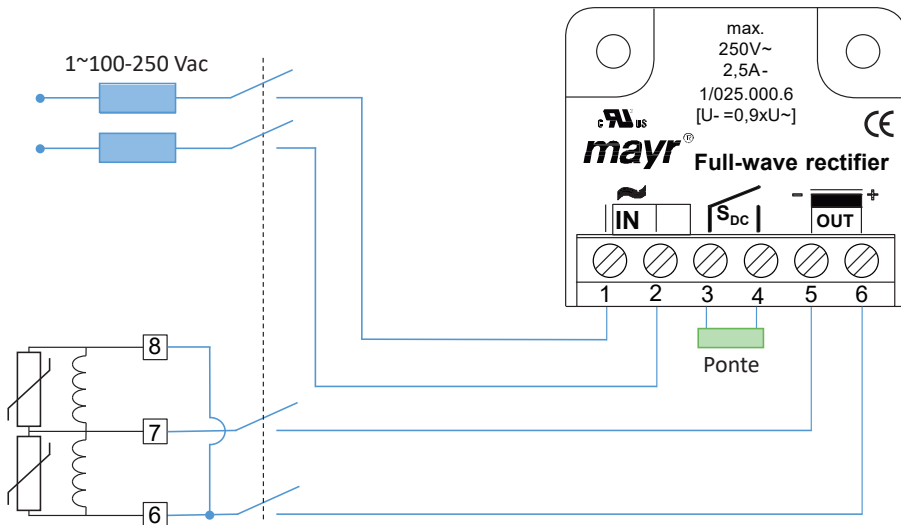 1~100-250 Vac
max.
250V~
2,5A-
1/025.000.6
[U- =0,9xU~]
c RU US
CE
mayr®
Full-wave rectifier
~
IN
SDC
- +
OUT
1 2 3 4 5 6
Ponte
8
7
6